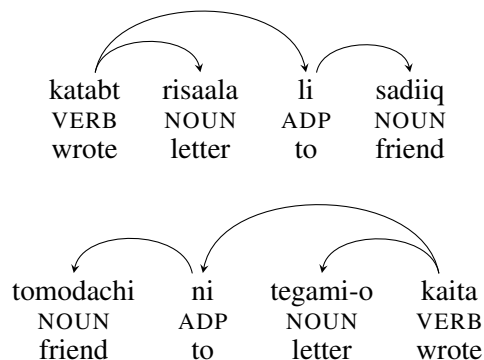 katabt risaala li sadiiq
VERB NOUN ADP NOUN
wrote letter to friend
tomodachi ni tegami-o kaita
NOUN ADP NOUN VERB
friend to letter wrote